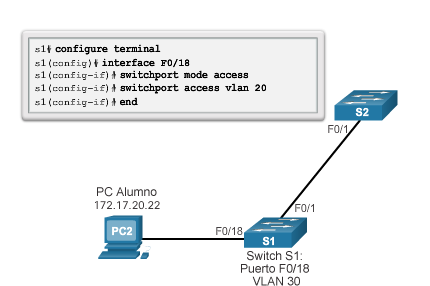 s1# configure terminal
s1(config)# interface F0/18
s1(config-if)# switchport mode access
s1(config-if)# switchport access vlan 20
s1(config-if)# end
S2
F0/1
PC Alumno
172.17.20.22
F0/1
PC2
F0/18
S1
Switch S1:
Puerto F0/18
VLAN 30